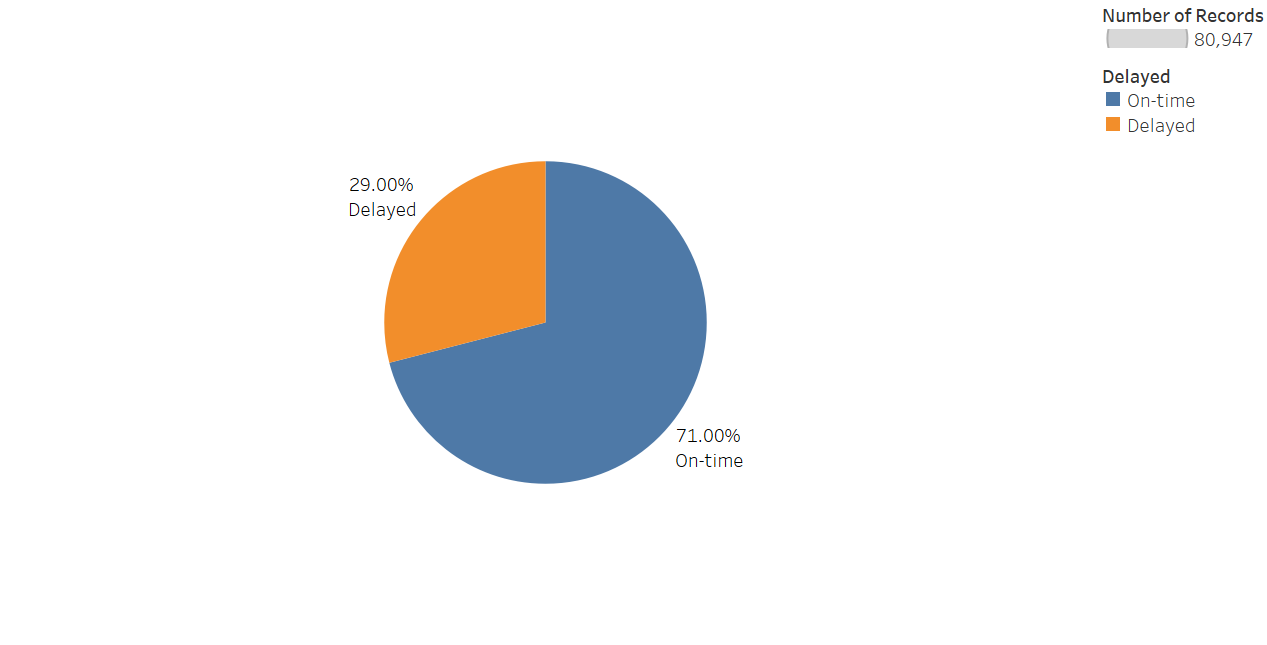 Number of Records
80,947
Delayed
On-time
Delayed
29.00%
Delayed
71.00%
On-time